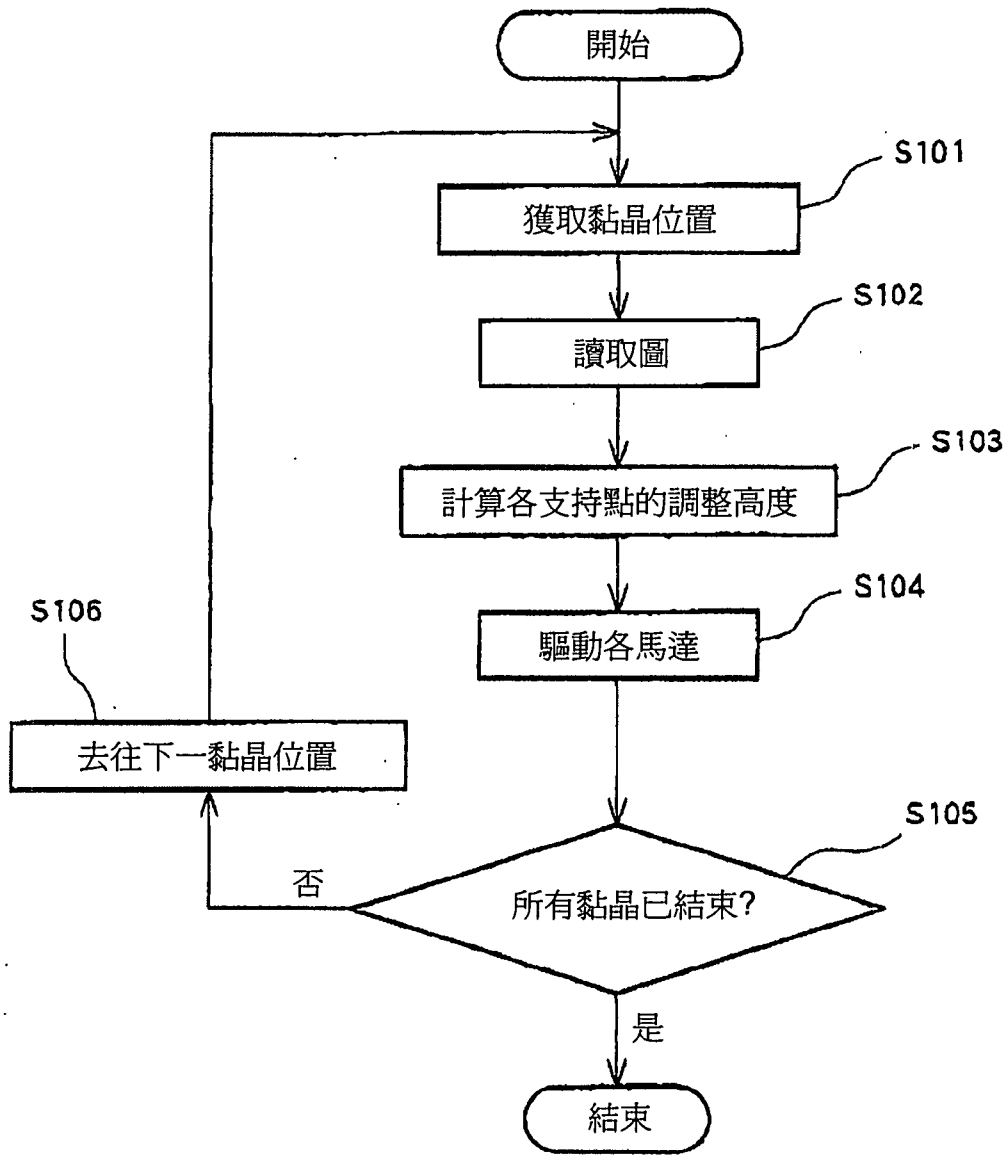 開始
S101
獲取黏晶位置
S102
讀取圖
S103
計算各支持點的調整高度
S104
驅動各馬達
S106
去往下一黏晶位置
S105
所有黏晶已結束?
否
是
結束